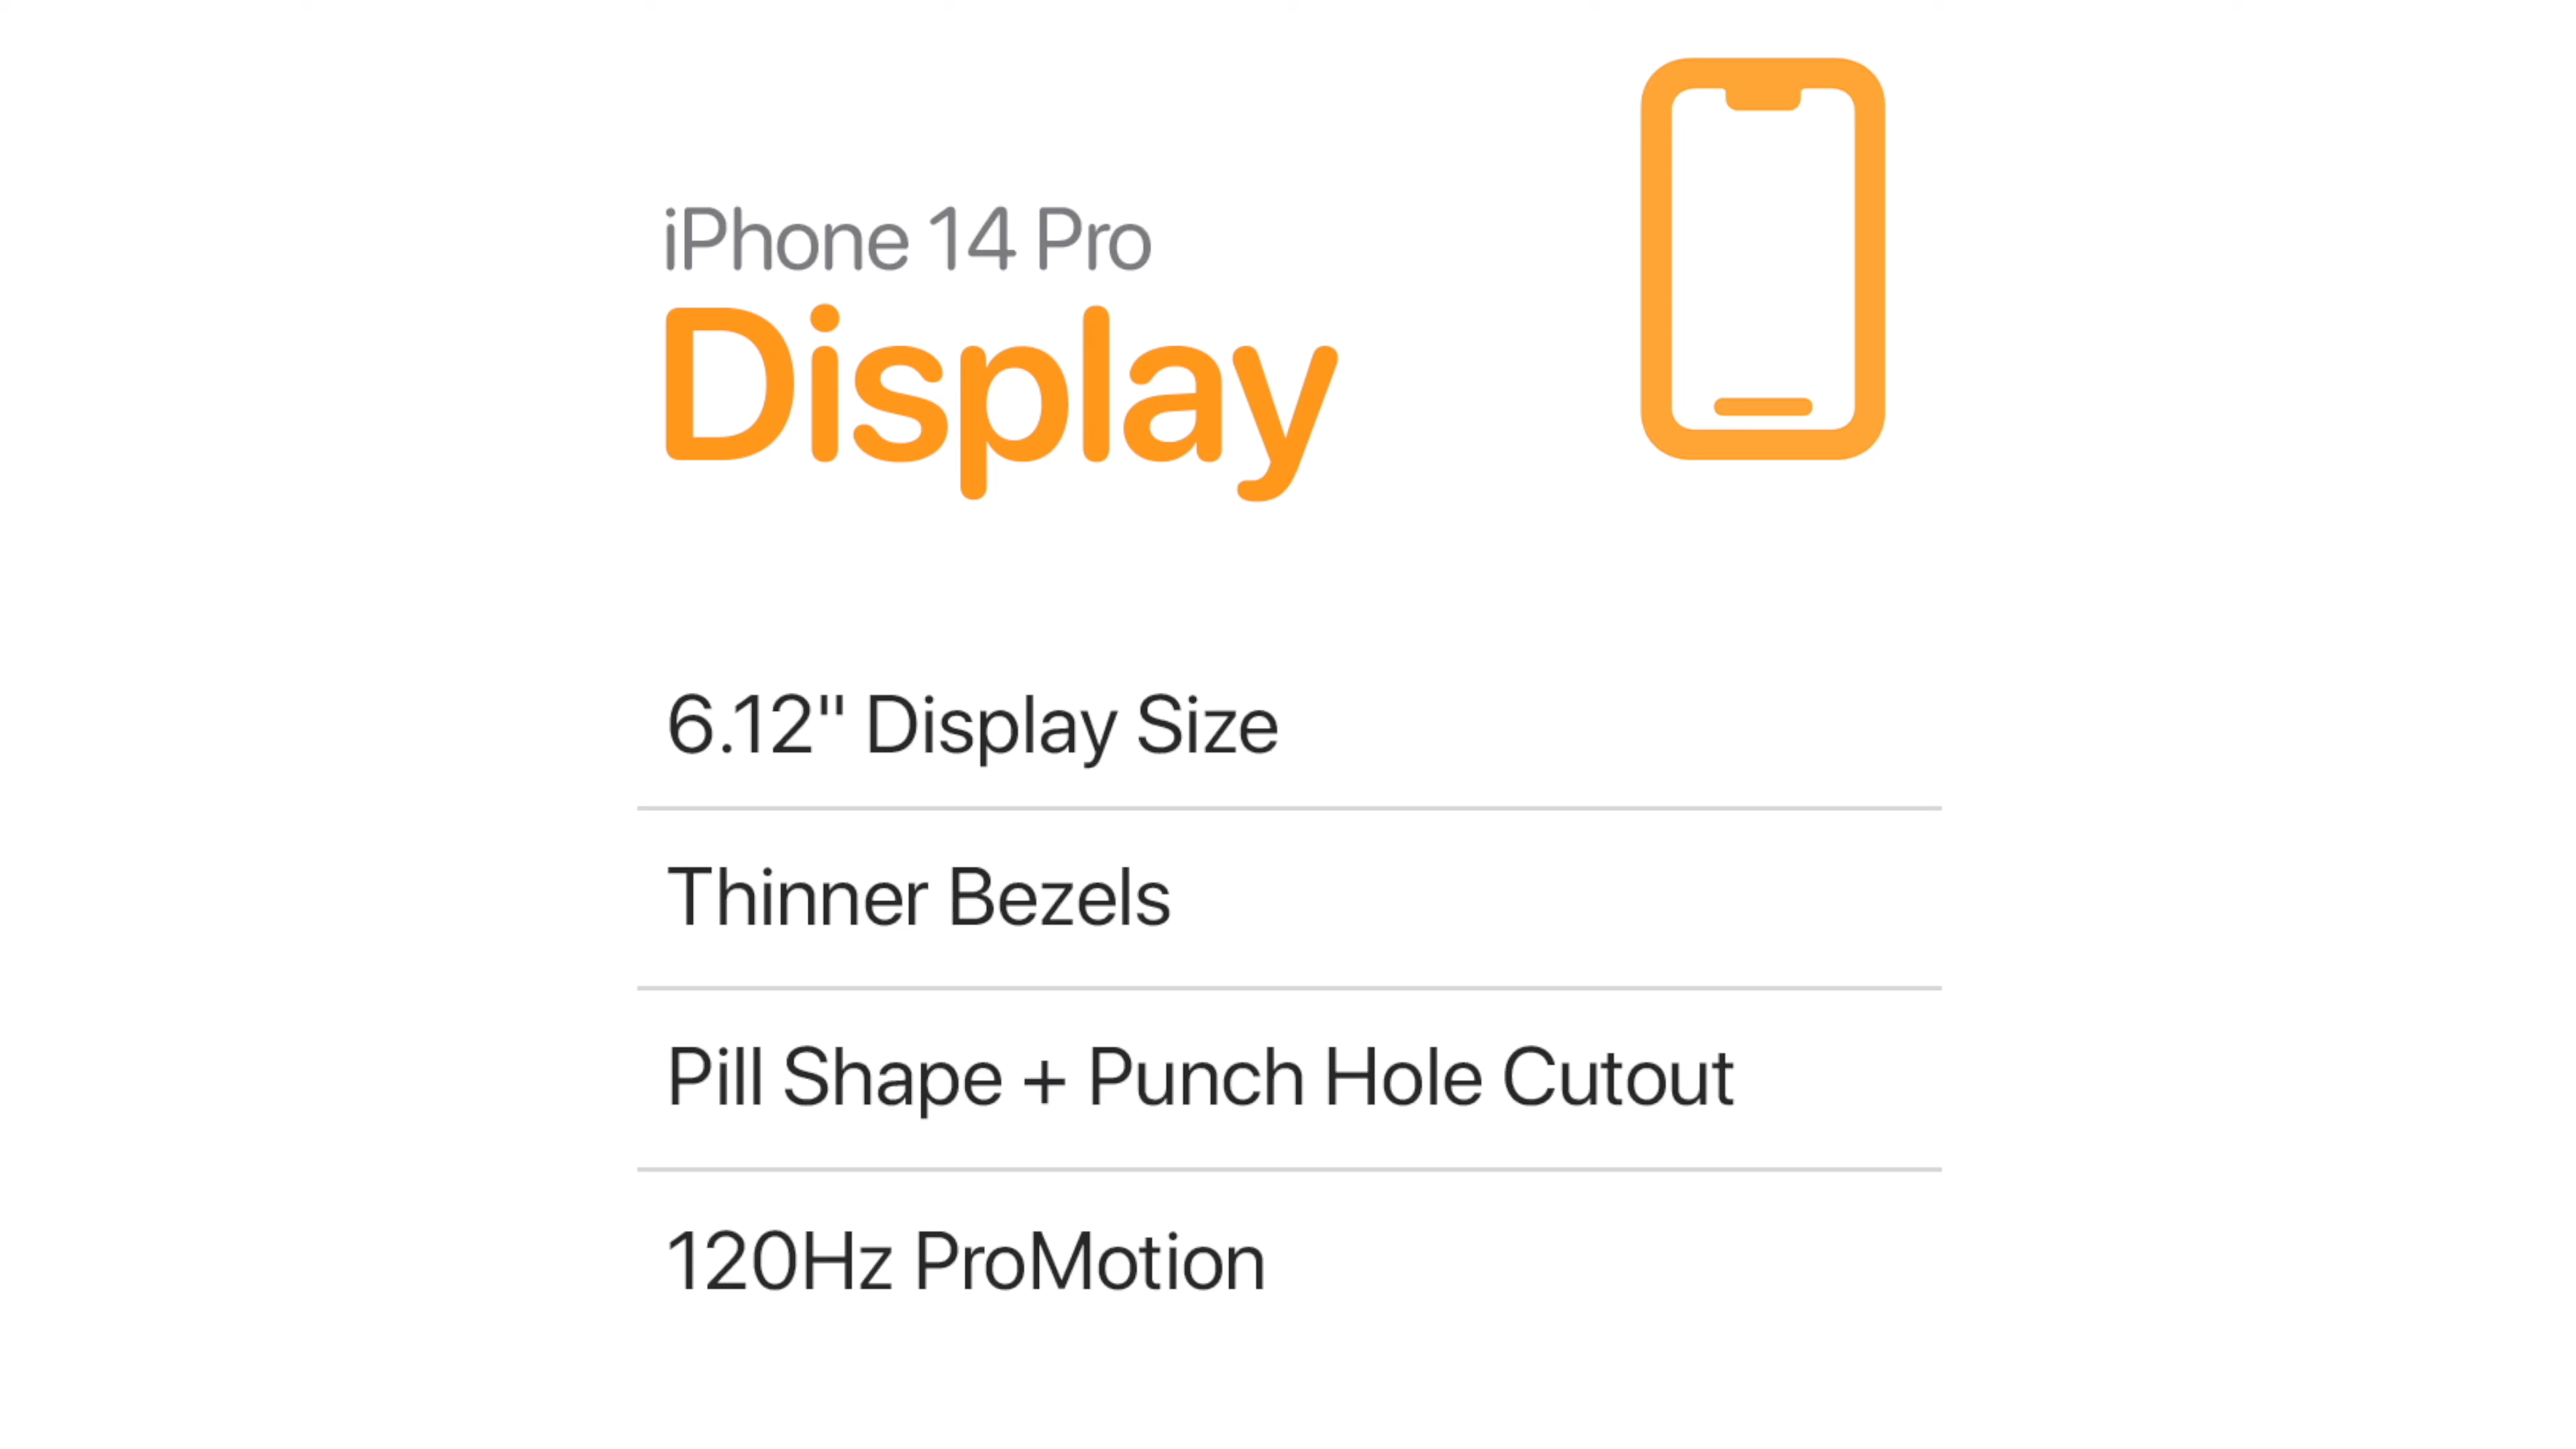 iPhone 14 Pro
Display
6.12" Display Size
Thinner Bezels
Pill Shape + Punch Hole Cutout
120Hz ProMotion